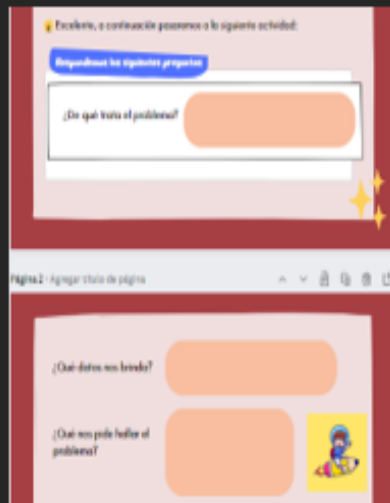 Excelente, a continuación pasaremos a la siguiente actividad:
Respondemos las siguientes preguntas
¿De qué trata el problema?
Página 2 - Agregar título de página
¿Qué datos nos brinda?
¿Qué nos pide hallar el
problema?